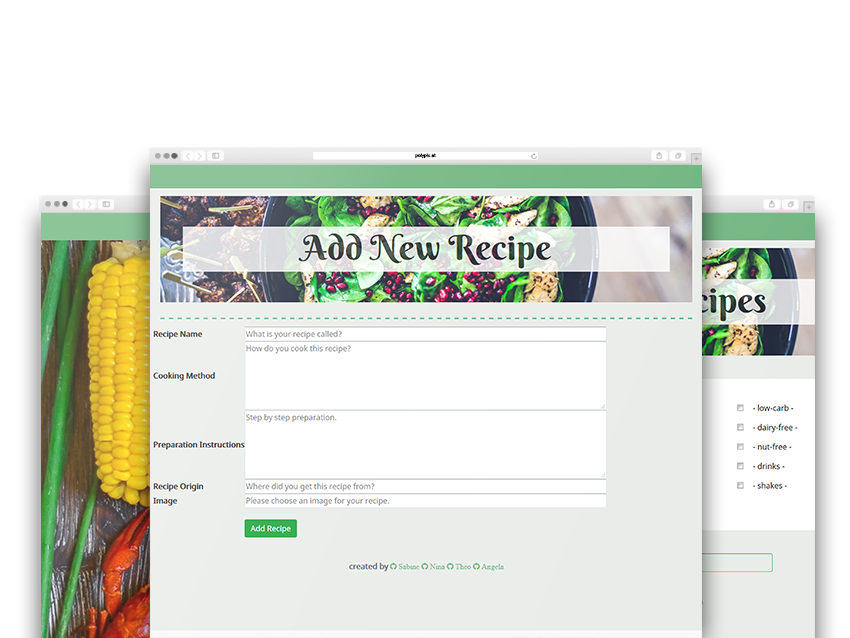 polypic.at
Add New Recipe
cipes
Recipe Name What is your recipe called?
Cooking Method How do you cook this recipe?
Preparation Instructions Step by step preparation.
Recipe Origin Where did you get this recipe from?
Image Please choose an image for your recipe.
Add Recipe
created by Sabine Nina Theo Angela
- low-carb -
- dairy-free -
- nut-free -
- drinks -
- shakes -